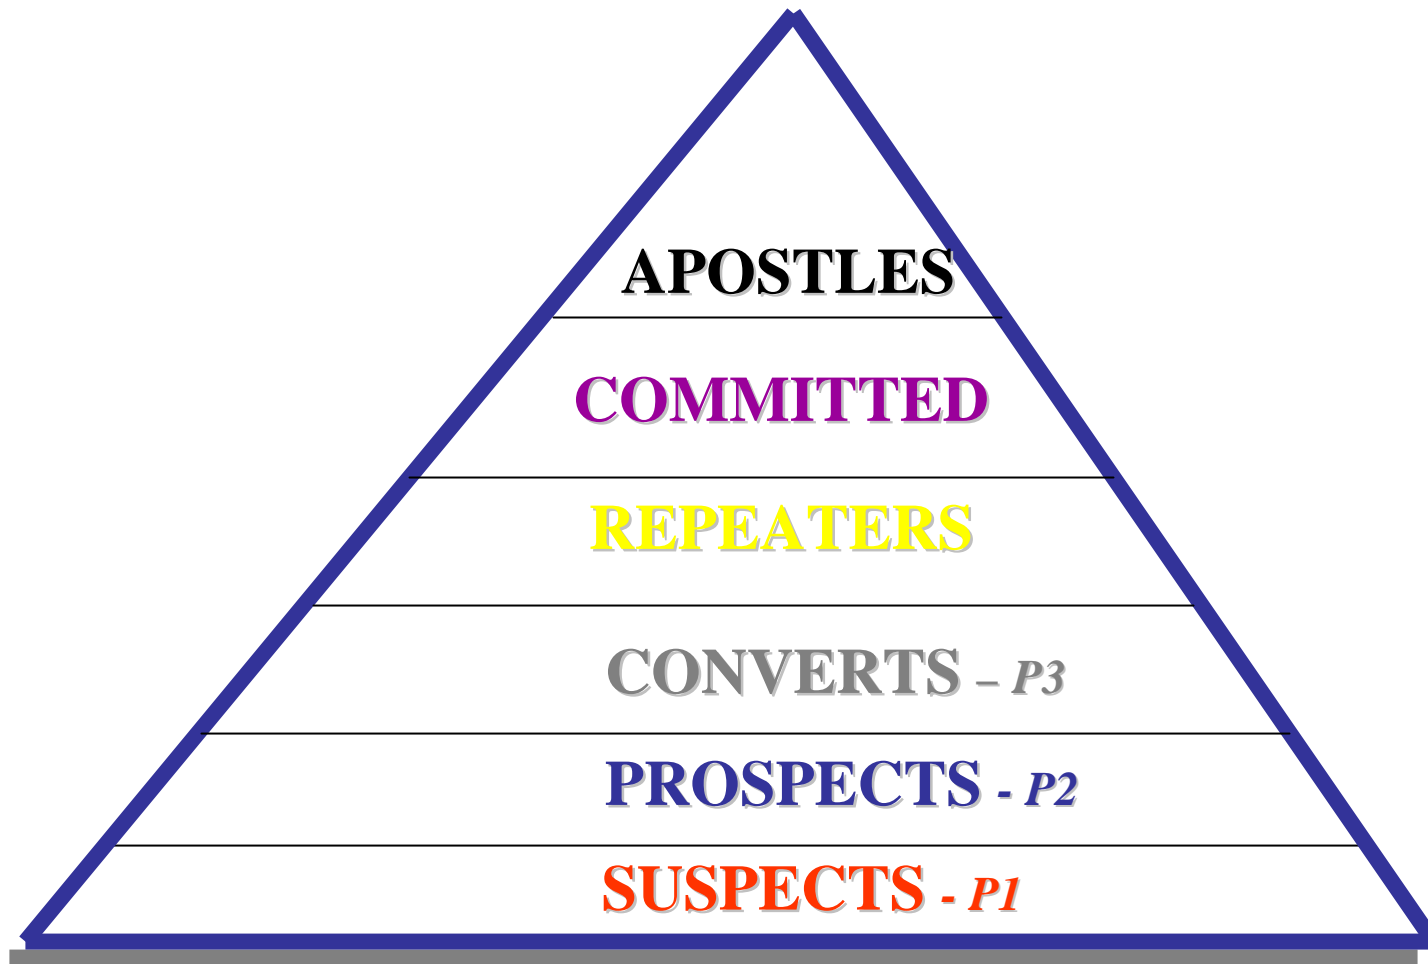 APOSTLES
COMMITTED
REPEATERS
CONVERTS – P3
PROSPECTS - P2
SUSPECTS - P1